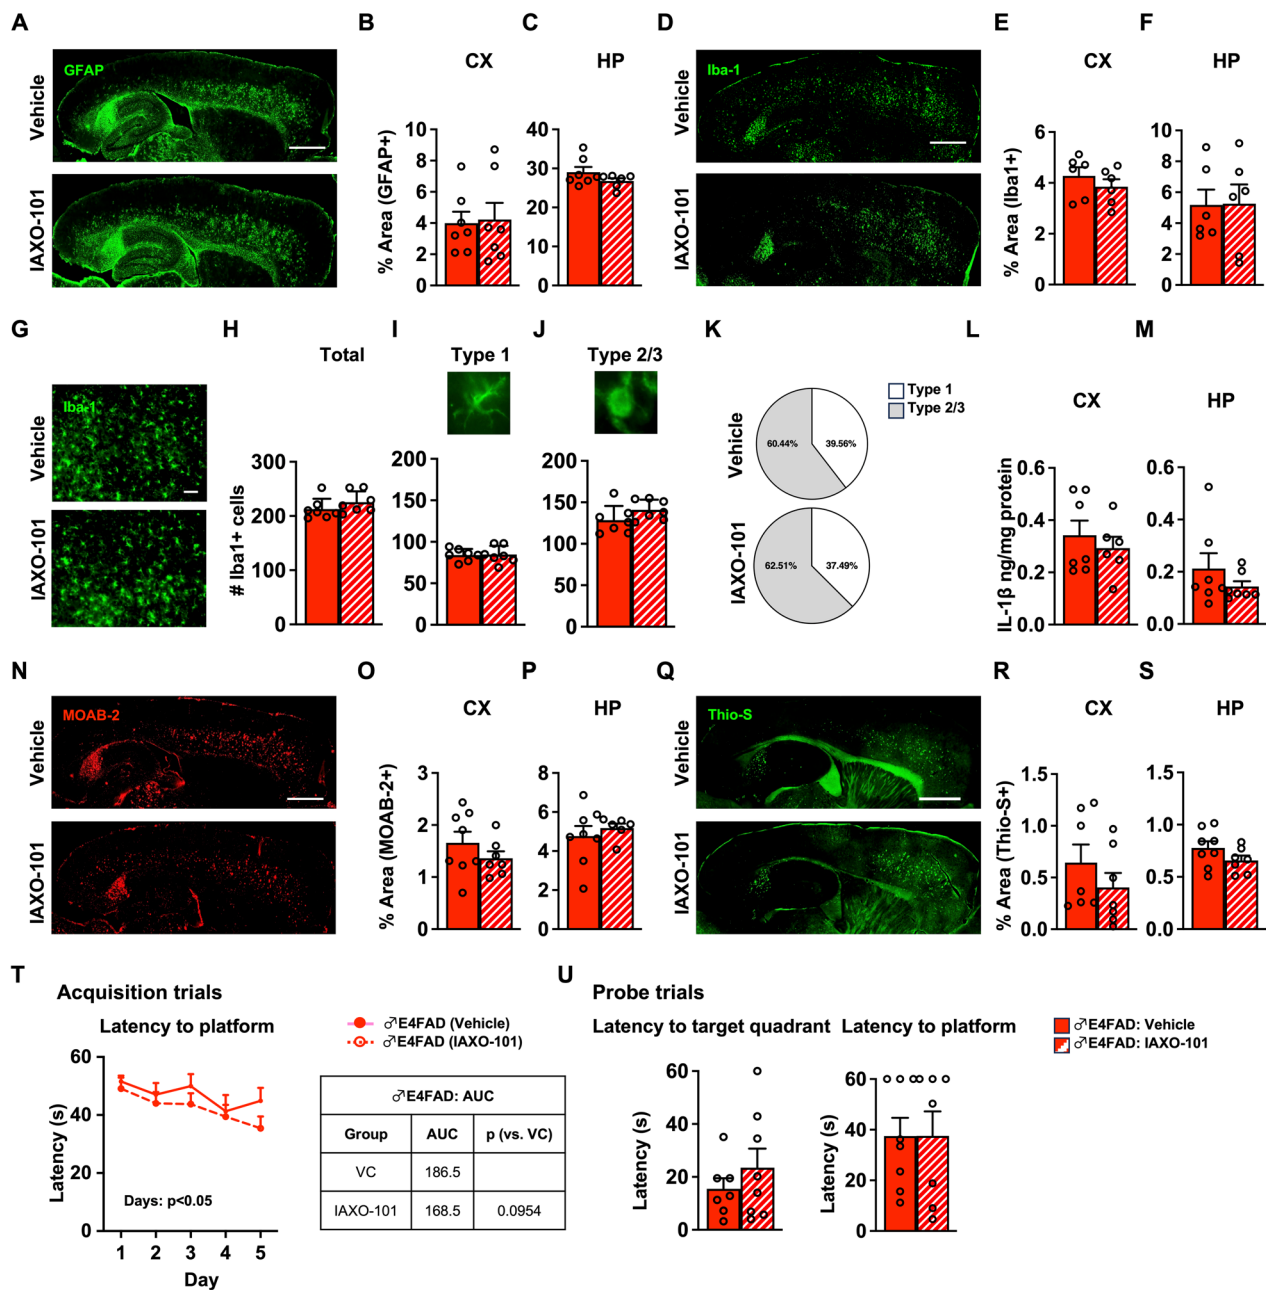 A
B
C
D
E
F
CX
HP
CX
HP
Vehicle
GFAP
IAXO-101
% Area (GFAP+)
10
8
6
4
2
0
40
30
20
10
0
Vehicle
Iba-1
IAXO-101
% Area (Iba1+)
6
4
2
0
10
8
6
4
2
0
G
H
I
J
K
L
M
Total
Type 1
Type 2/3
Type 1
Type 2/3
CX
HP
Vehicle
Iba-1
IAXO-101
# Iba1+ cells
300
200
100
0
200
150
100
50
0
200
150
100
50
0
Vehicle
60.44%
39.56%
IAXO-101
62.51%
37.49%
IL-1β ng/mg protein
0.6
0.4
0.2
0.0
0.6
0.4
0.2
0.0
N
O
P
Q
R
S
CX
HP
CX
HP
Vehicle
MOAB-2
IAXO-101
% Area (MOAB-2+)
3
2
1
0
8
6
4
2
0
Vehicle
Thio-S
IAXO-101
% Area (Thio-S+)
1.5
1.0
0.5
0.0
1.5
1.0
0.5
0.0
T
Acquisition trials
Latency to platform
♂E4FAD (Vehicle)
♂E4FAD (IAXO-101)
Latency (s)
60
40
20
0
Days: p<0.05
1 2 3 4 5
Day
♂E4FAD: AUC
Group AUC p (vs. VC)
VC 186.5
IAXO-101 168.5 0.0954
U
Probe trials
Latency to target quadrant
Latency to platform
♂E4FAD: Vehicle
♂E4FAD: IAXO-101
Latency (s)
60
40
20
0
Latency (s)
60
40
20
0